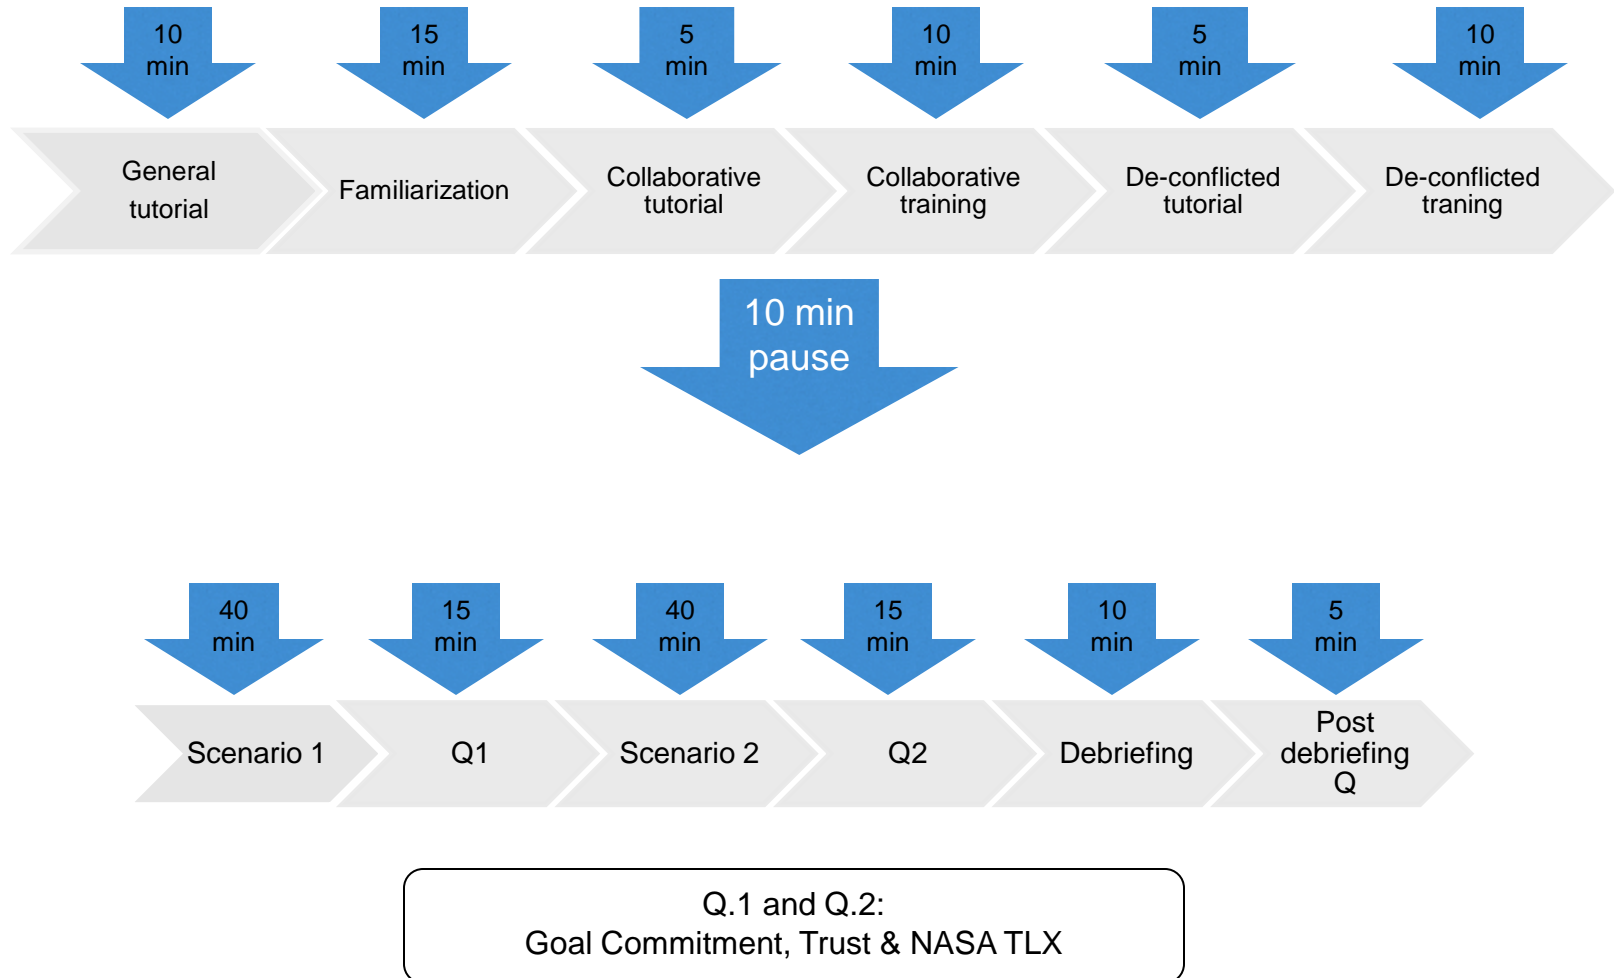 10
min
15
min
5
min
10
min
5
min
10
min
General
tutorial
Familiarization
Collaborative
tutorial
Collaborative
training
De-conflicted
tutorial
De-conflicted
traning
10 min
pause
40
min
15
min
40
min
15
min
10
min
5
min
Scenario 1
Q1
Scenario 2
Q2
Debriefing
Post
debriefing
Q
Q.1 and Q.2:
Goal Commitment, Trust & NASA TLX